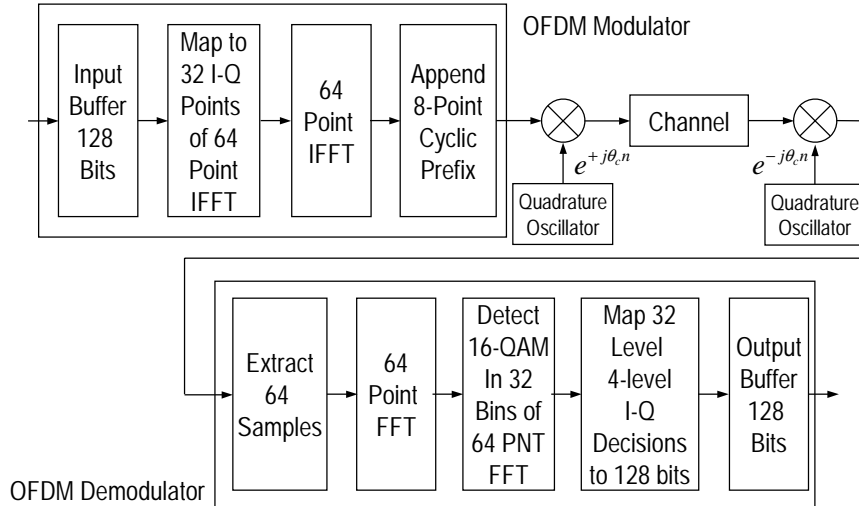 OFDM Modulator
Input
Buffer
128
Bits
Map to
32 I-Q
Points
of 64
Point
IFFT
64
Point
IFFT
Append
8-Point
Cyclic
Prefix
Channel
e^{+jθ_c n}
e^{-jθ_c n}
Quadrature
Oscillator
Quadrature
Oscillator
Extract
64
Samples
64
Point
FFT
Detect
16-QAM
In 32
Bins of
64 PNT
FFT
Map 32
Level
4-level
I-Q
Decisions
to 128 bits
Output
Buffer
128
Bits
OFDM Demodulator